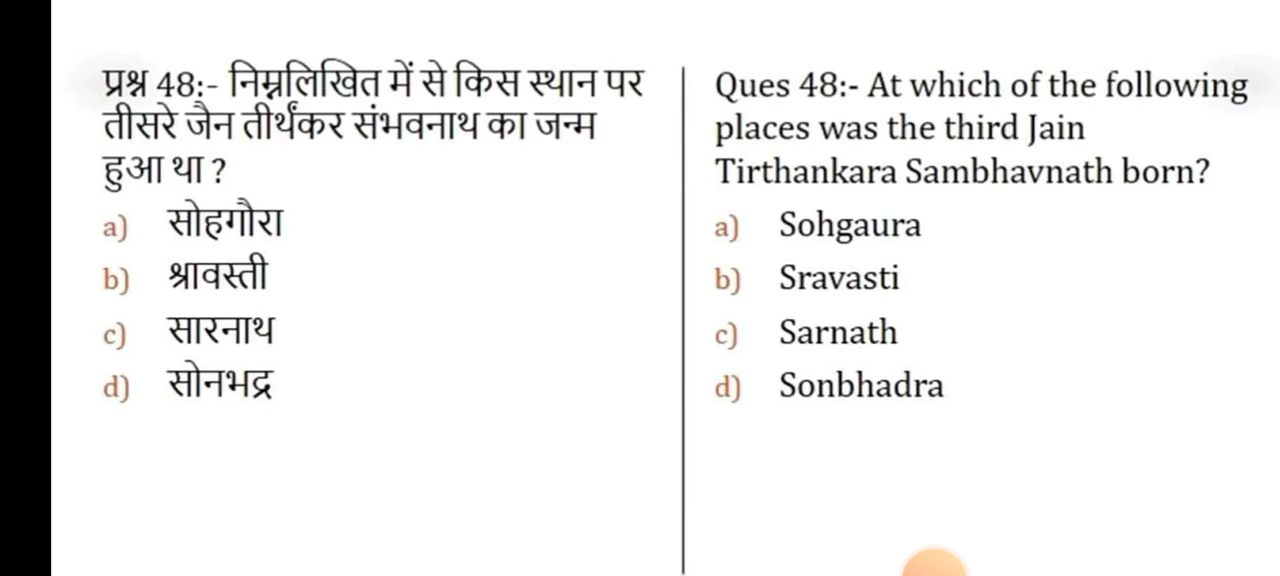 प्रश्न 48:- निम्नलिखित में से किस स्थान पर
तीसरे जैन तीर्थंकर संभवनाथ का जन्म
हुआ था ?
a) सोहगौरा
b) श्रावस्ती
c) सारनाथ
d) सोनभद्र
Ques 48:- At which of the following
places was the third Jain
Tirthankara Sambhavnath born?
a) Sohgaura
b) Sravasti
c) Sarnath
d) Sonbhadra